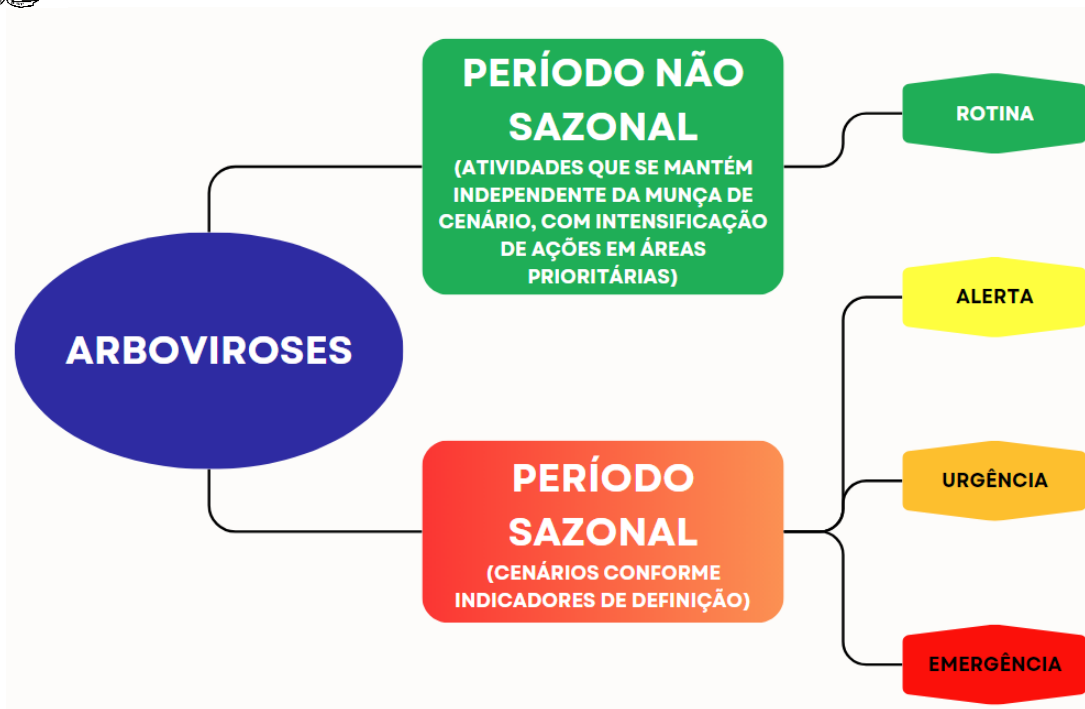 PERÍODO NÃO
SAZONAL
(ATIVIDADES QUE SE MANTÉM
INDEPENDENTE DA MUNÇA DE
CENÁRIO, COM INTENSIFICAÇÃO
DE AÇÕES EM ÁREAS
PRIORITÁRIAS)
ROTINA
ARBOVIROSES
ALERTA
PERÍODO
SAZONAL
(CENÁRIOS CONFORME
INDICADORES DE DEFINIÇÃO)
URGÊNCIA
EMERGÊNCIA